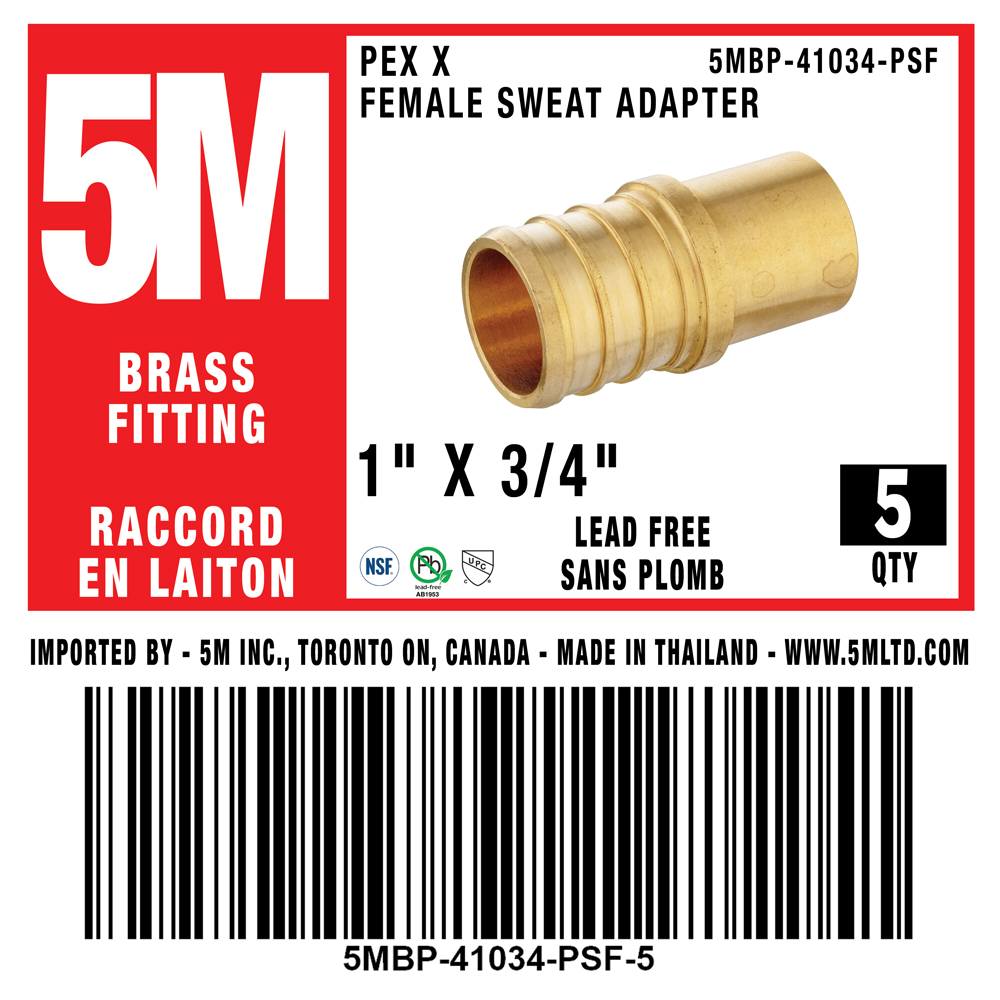 5M
BRASS
FITTING
RACCORD
EN LAITON
PEX X
5MBP-41034-PSF
FEMALE SWEAT ADAPTER
1" X 3/4"
NSF
Pb
lead-free
AB1953
UPC
C
®
LEAD FREE
SANS PLOMB
5
QTY
IMPORTED BY - 5M INC., TORONTO ON, CANADA - MADE IN THAILAND - WWW.5MLTD.COM
5MBP-41034-PSF-5